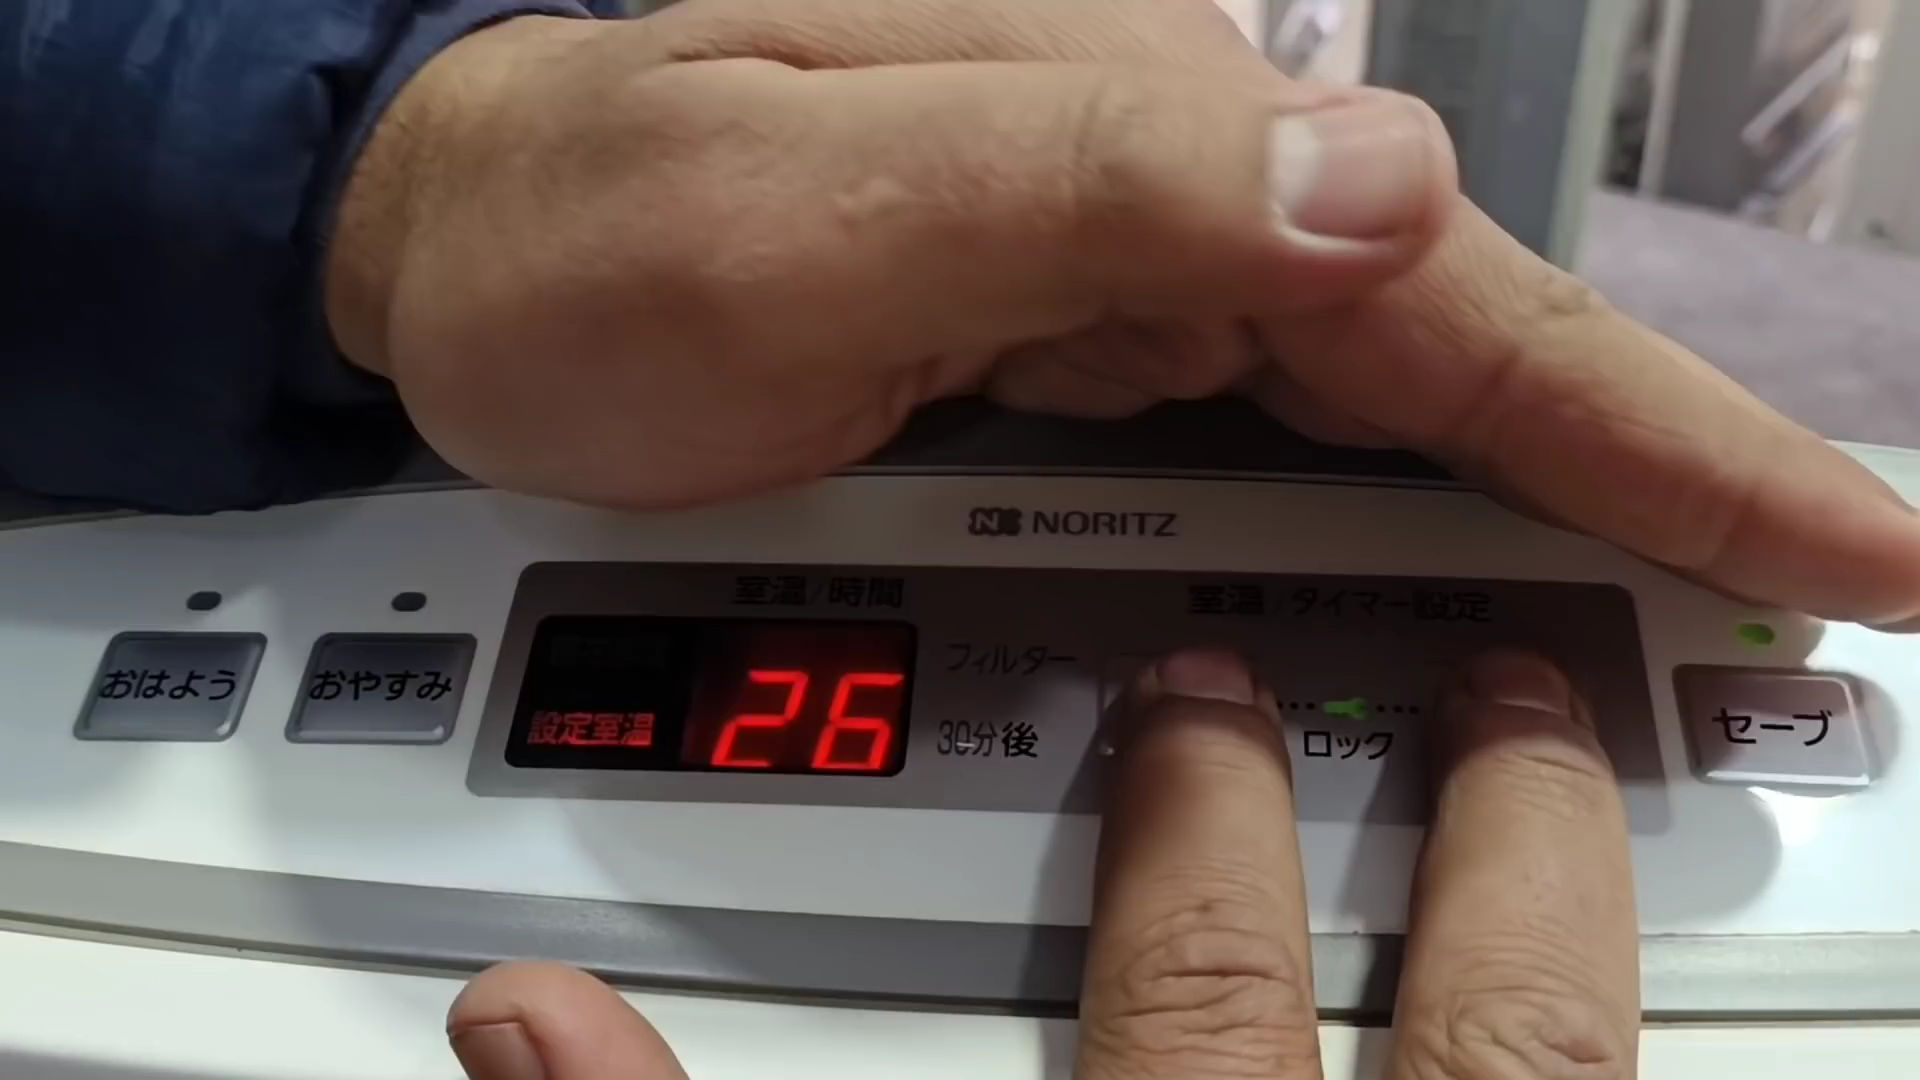 NORITZ
室温/時間
室温/タイマー設定
おはよう
おやすみ
設定室温
26
フィルター
30分後
ロック
セーブ